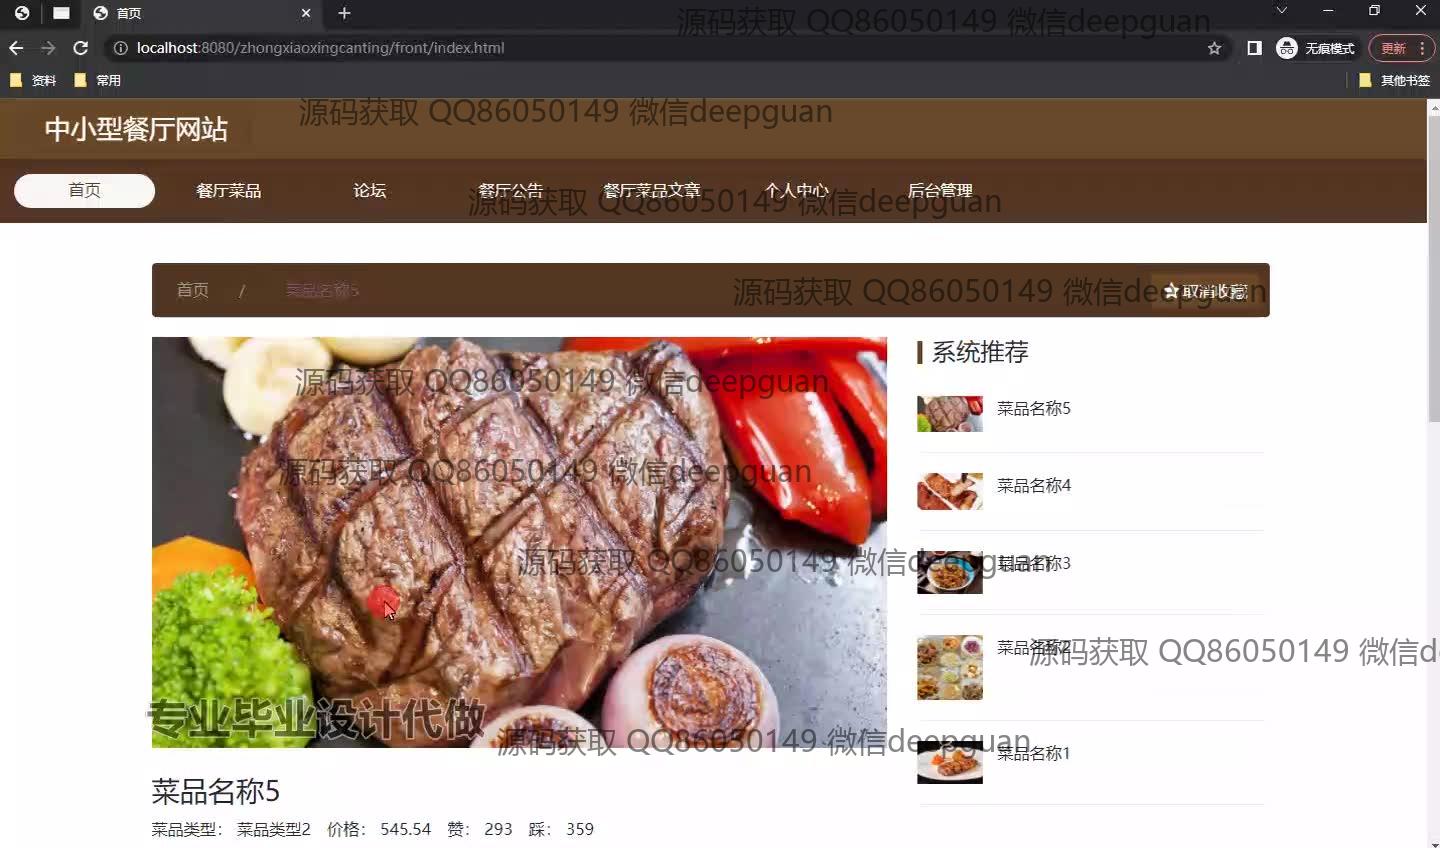 首页
localhost:8080/zhongxiaoxingcanting/front/index.html
无痕模式
更新
资料
常用
其他书签
源码获取 QQ86050149 微信deepguan
源码获取 QQ86050149 微信deepguan
中小型餐厅网站
首页
餐厅菜品
论坛
餐厅公告
餐厅菜品文章
个人中心
后台管理
源码获取 QQ86050149 微信deepguan
首页 / 菜品名称5
源码获取 QQ86050149 微信deepguan
取消收藏
系统推荐
源码获取 QQ86050149 微信deepguan
菜品名称5
源码获取 QQ86050149 微信deepguan
菜品名称4
源码获取 QQ86050149 微信deepguan
菜品名称3
菜品名称2
源码获取 QQ86050149 微信de
专业毕业设计代做
源码获取 QQ86050149 微信deepguan
菜品名称1
菜品名称5
菜品类型： 菜品类型2 价格： 545.54 赞： 293 踩： 359